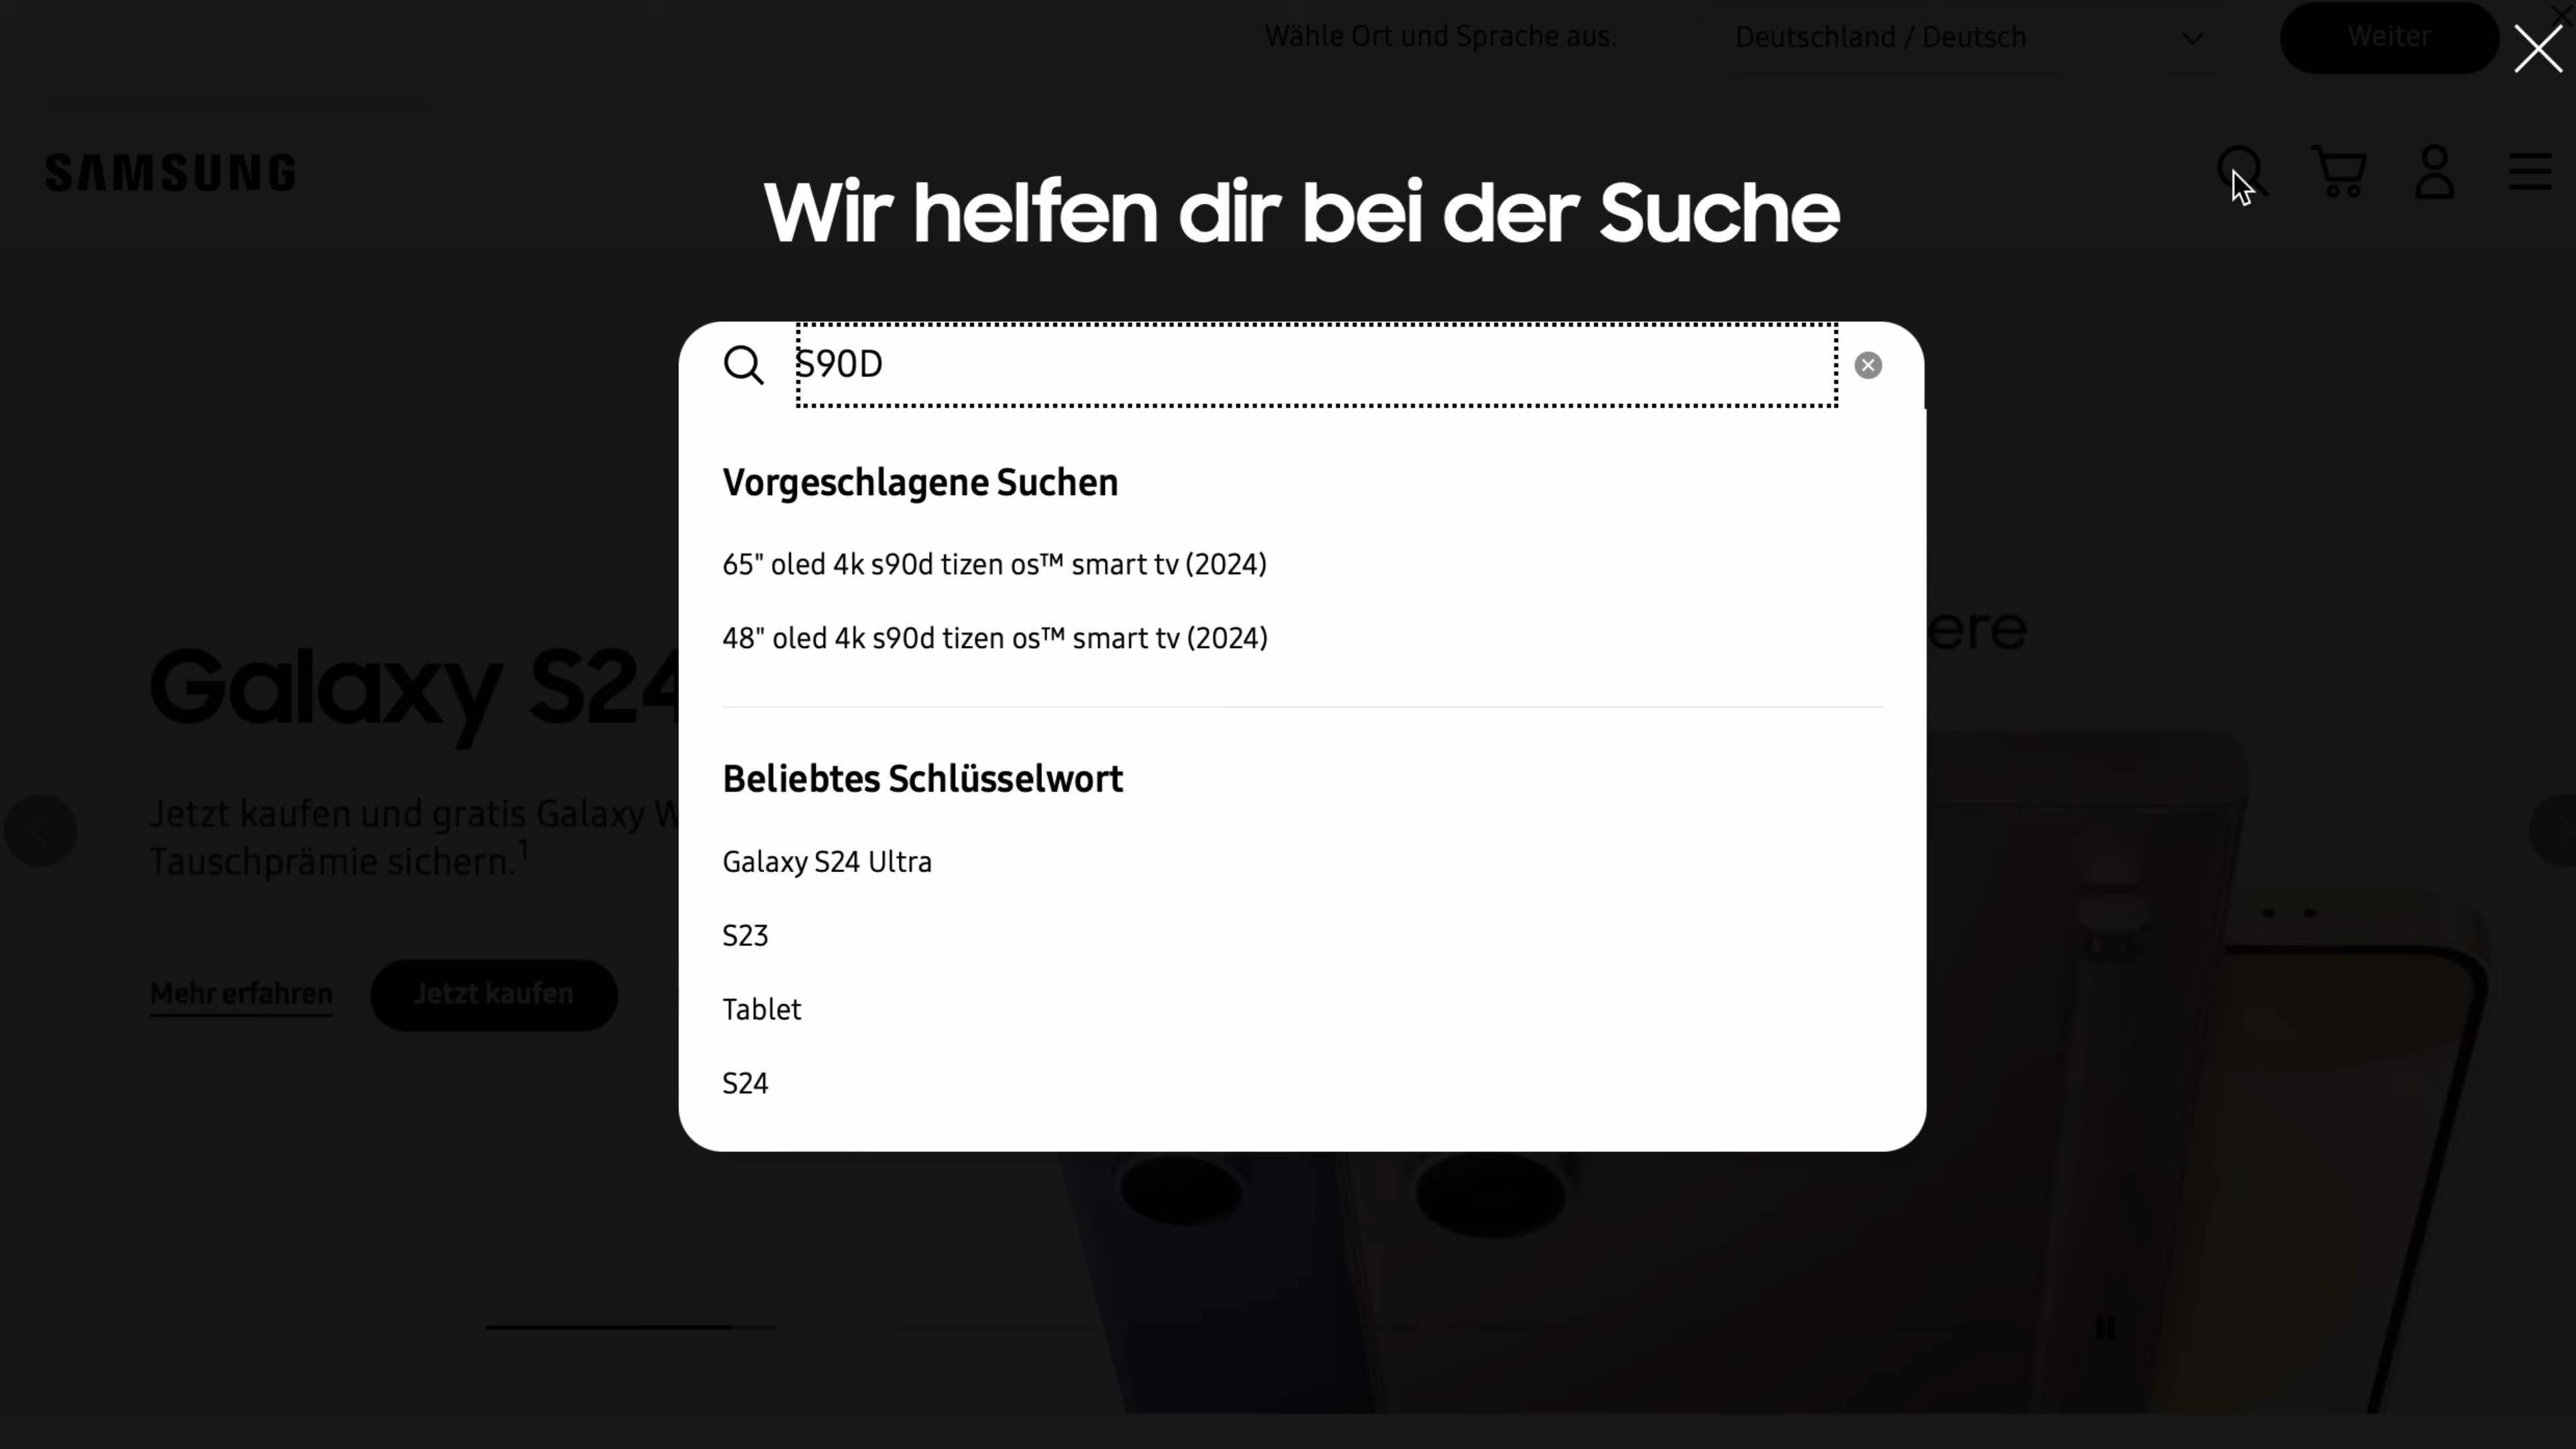 Wähle Ort und Sprache aus.
Deutschland / Deutsch
Weiter
SAMSUNG
Wir helfen dir bei der Suche
S90D
Vorgeschlagene Suchen
65" oled 4k s90d tizen os™ smart tv (2024)
48" oled 4k s90d tizen os™ smart tv (2024)
Beliebtes Schlüsselwort
Galaxy S24 Ultra
S23
Tablet
S24
Galaxy S24
ere
Jetzt kaufen und gratis Galaxy W
Tauschprämie sichern.¹
Mehr erfahren
Jetzt kaufen